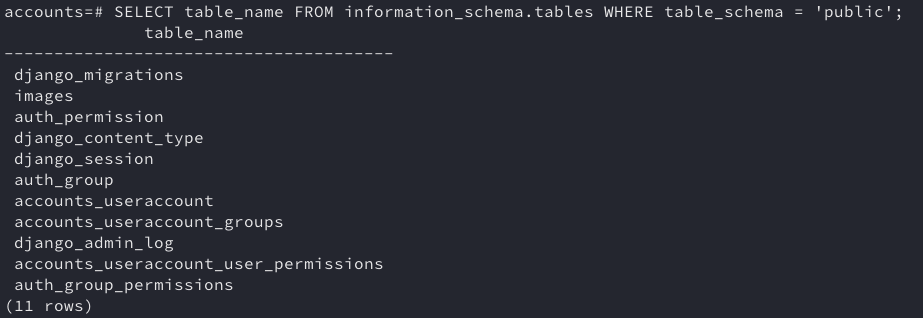 accounts=# SELECT table_name FROM information_schema.tables WHERE table_schema = 'public';
table_name
---------------------------------------
django_migrations
images
auth_permission
django_content_type
django_session
auth_group
accounts_useraccount
accounts_useraccount_groups
django_admin_log
accounts_useraccount_user_permissions
auth_group_permissions
(11 rows)